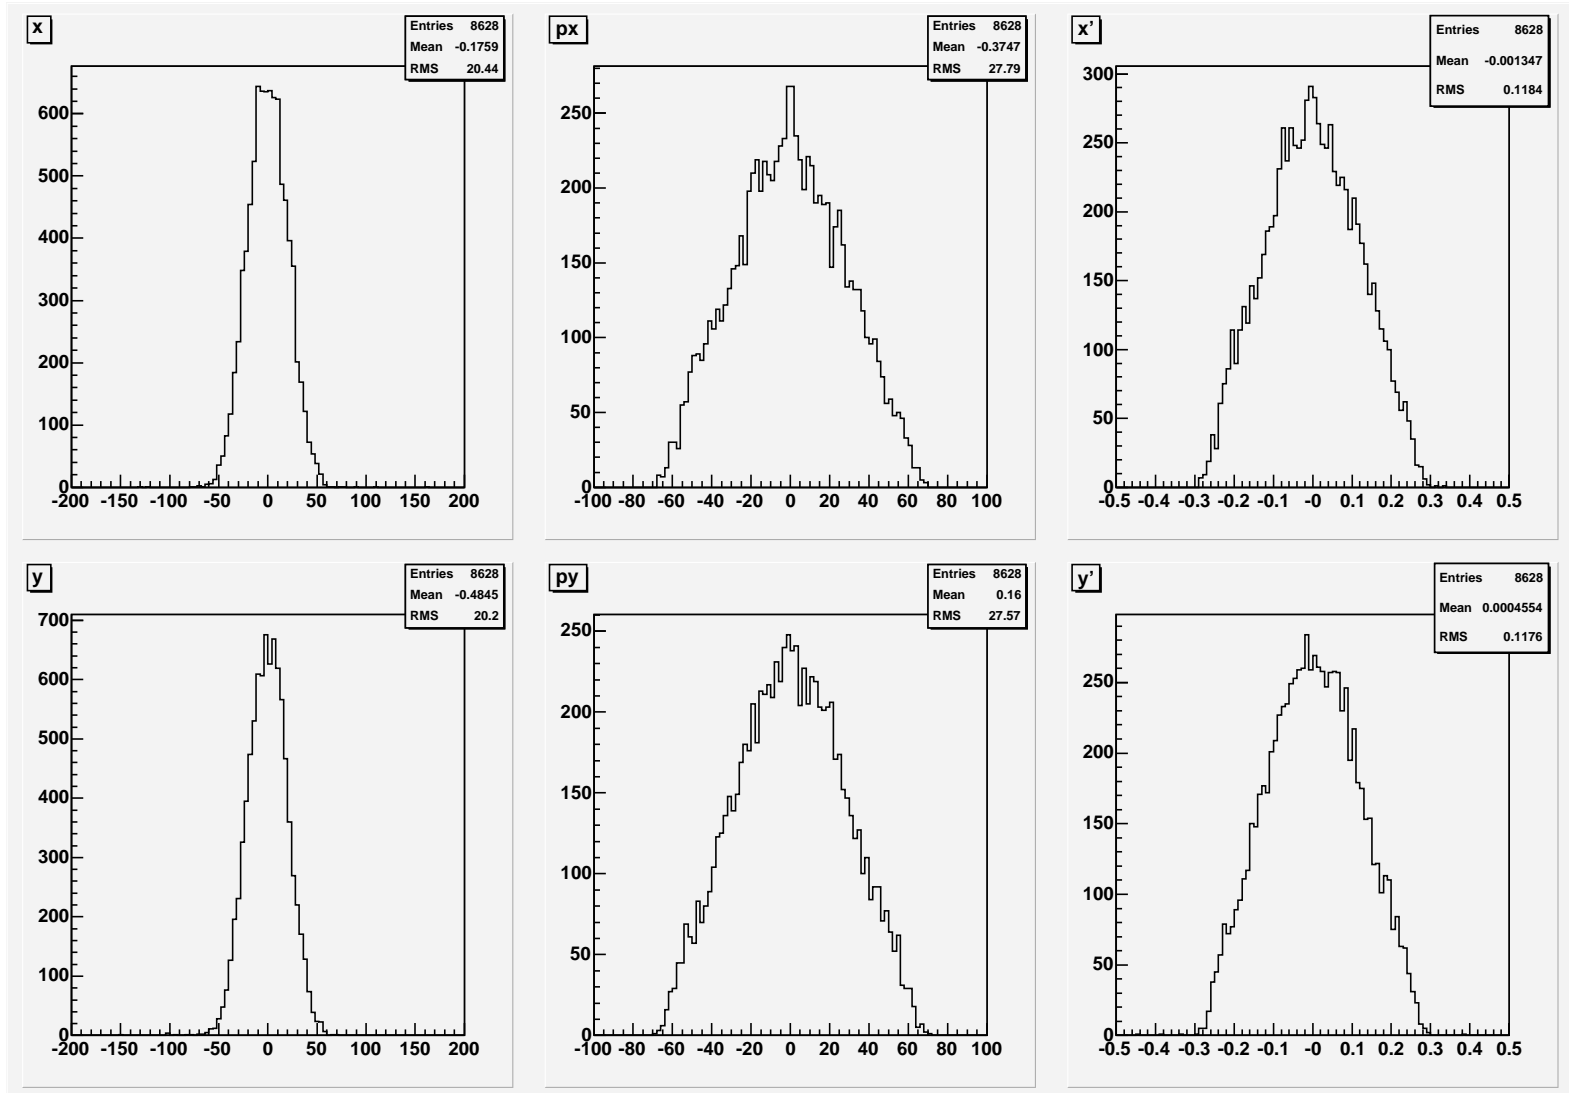 x
Entries 8628
Mean -0.1759
RMS 20.44
600
500
400
300
200
100
0
-200 -150 -100 -50 0 50 100 150 200
px
Entries 8628
Mean -0.3747
RMS 27.79
250
200
150
100
50
0
-100 -80 -60 -40 -20 0 20 40 60 80 100
x'
Entries 8628
Mean -0.001347
RMS 0.1184
300
250
200
150
100
50
0
-0.5 -0.4 -0.3 -0.2 -0.1 -0 0.1 0.2 0.3 0.4 0.5
y
Entries 8628
Mean -0.4845
RMS 20.2
700
600
500
400
300
200
100
0
-200 -150 -100 -50 0 50 100 150 200
py
Entries 8628
Mean 0.16
RMS 27.57
250
200
150
100
50
0
-100 -80 -60 -40 -20 0 20 40 60 80 100
y'
Entries 8628
Mean 0.0004554
RMS 0.1176
250
200
150
100
50
0
-0.5 -0.4 -0.3 -0.2 -0.1 -0 0.1 0.2 0.3 0.4 0.5